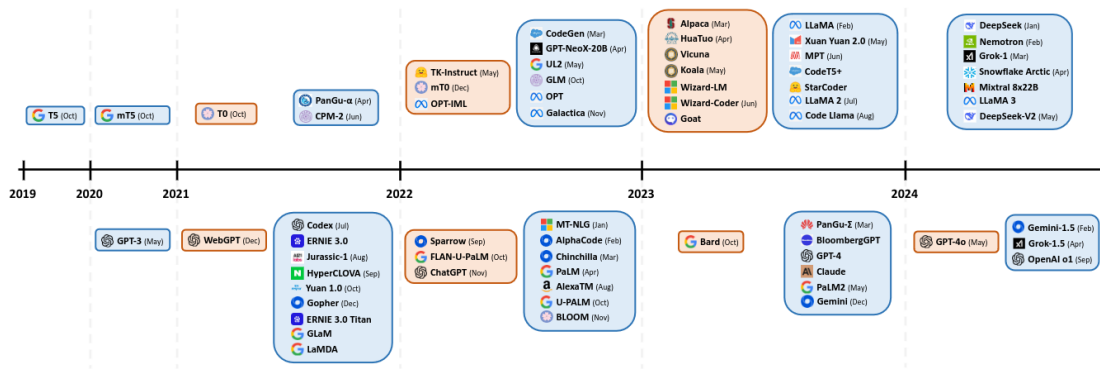 T5 (Oct)
mT5 (Oct)
T0 (Oct)
PanGu-α (Apr)
CPM-2 (Jun)
TK-Instruct (May)
mT0 (Dec)
OPT-IML
CodeGen (Mar)
GPT-NeoX-20B (Apr)
UL2 (May)
GLM (Oct)
OPT
Galactica (Nov)
Alpaca (Mar)
HuaTuo (Apr)
Vicuna
Koala (May)
Wizard-LM
Wizard-Coder (Jun)
Goat
LLaMA (Feb)
Xuan Yuan 2.0 (May)
MPT (Jun)
CodeT5+
StarCoder
LLaMA 2 (Jul)
Code Llama (Aug)
DeepSeek (Jan)
Nemotron (Feb)
Grok-1 (Mar)
Snowflake Arctic (Apr)
Mixtral 8x22B
LLaMA 3
DeepSeek-V2 (May)
2019 2020 2021 2022 2023 2024
GPT-3 (May)
WebGPT (Dec)
Codex (Jul)
ERNIE 3.0
Jurassic-1 (Aug)
HyperCLOVA (Sep)
Yuan 1.0 (Oct)
Gopher (Dec)
ERNIE 3.0 Titan
GLaM
LaMDA
Sparrow (Sep)
FLAN-U-PaLM (Oct)
ChatGPT (Nov)
MT-NLG (Jan)
AlphaCode (Feb)
Chinchilla (Mar)
PaLM (Apr)
AlexaTM (Aug)
U-PALM (Oct)
BLOOM (Nov)
Bard (Oct)
PanGu-Σ (Mar)
BloombergGPT
GPT-4
Claude
PaLM2 (May)
Gemini (Dec)
GPT-4o (May)
Gemini-1.5 (Feb)
Grok-1.5 (Apr)
OpenAI o1 (Sep)